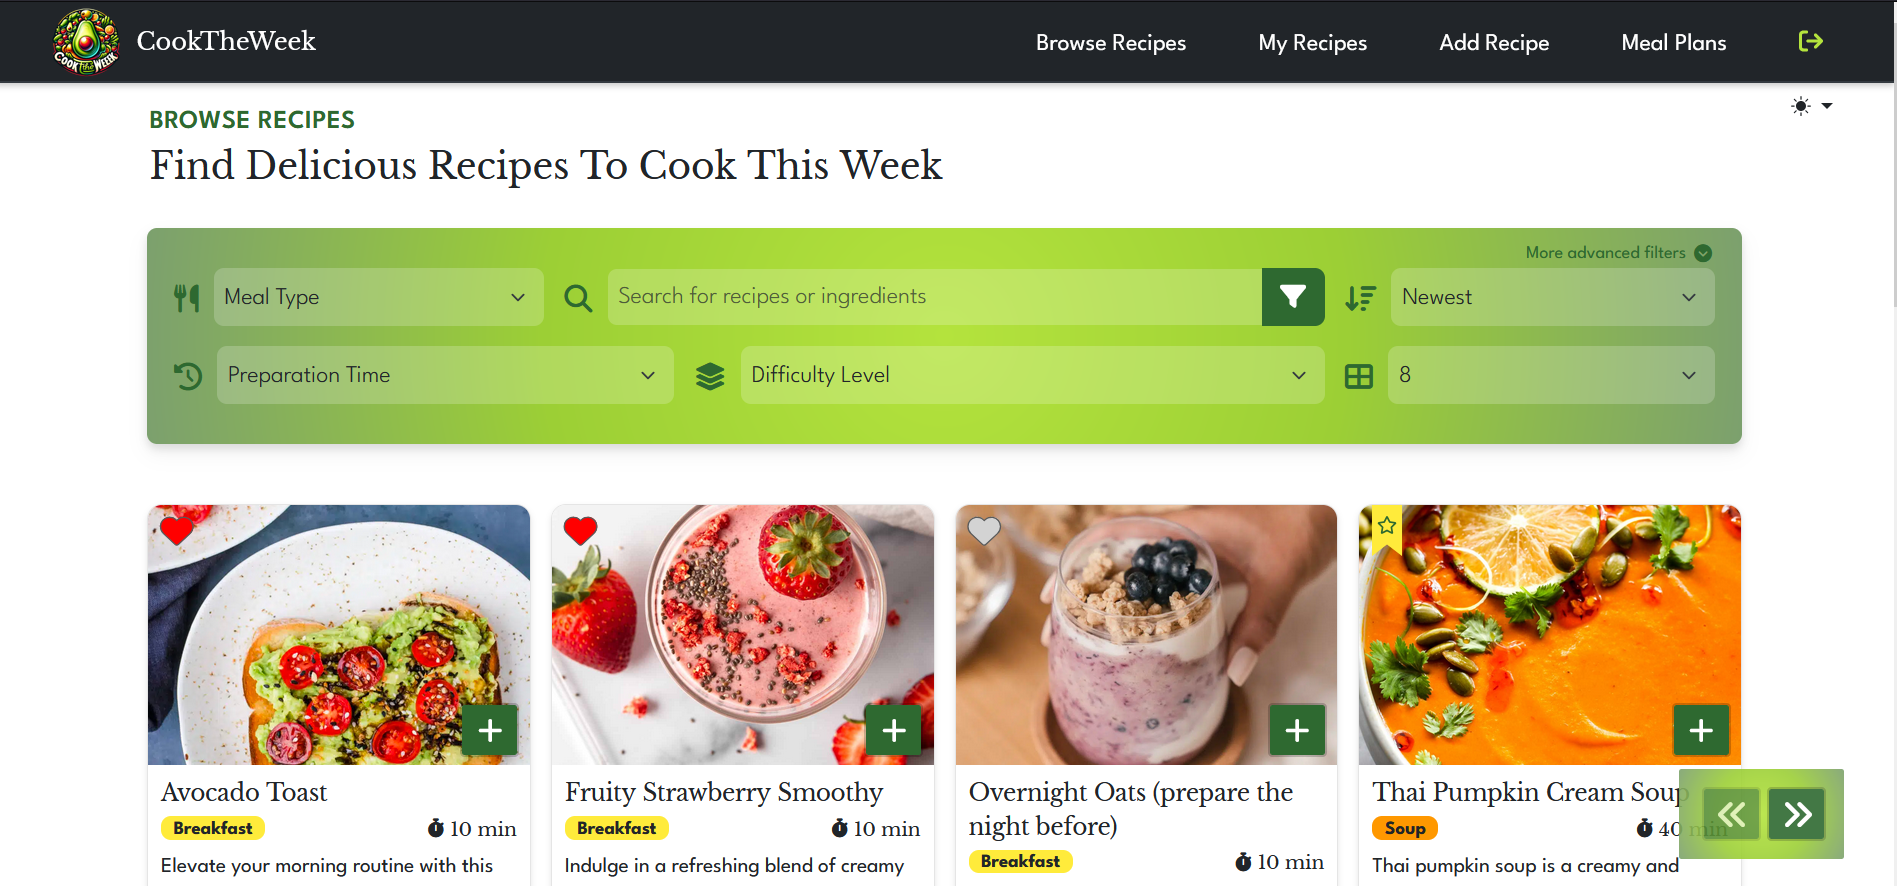 COOK the WEEK
CookTheWeek
Browse Recipes
My Recipes
Add Recipe
Meal Plans
BROWSE RECIPES
Find Delicious Recipes To Cook This Week
More advanced filters
Meal Type
Search for recipes or ingredients
Newest
Preparation Time
Difficulty Level
8
Avocado Toast
Breakfast
10 min
Elevate your morning routine with this
Fruity Strawberry Smoothy
Breakfast
10 min
Indulge in a refreshing blend of creamy
Overnight Oats (prepare the
night before)
Breakfast
10 min
Thai Pumpkin Cream Soup
Soup
40 min
Thai pumpkin soup is a creamy and